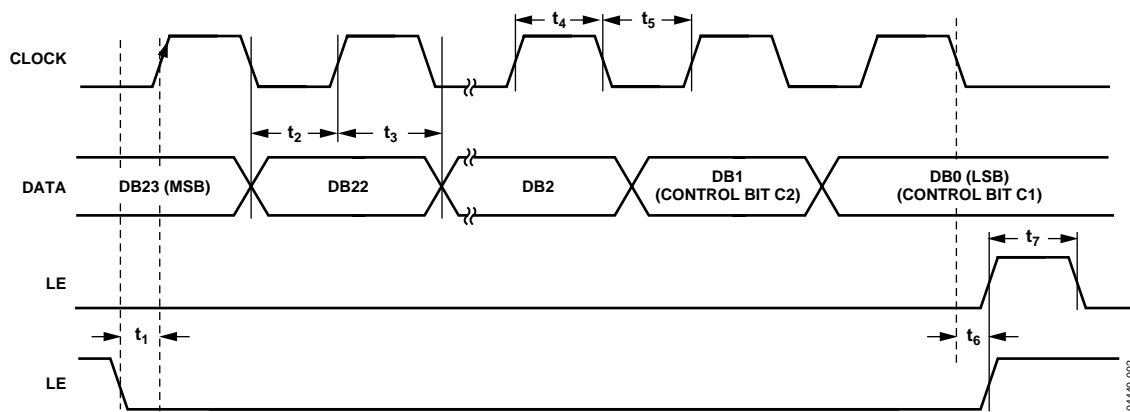 t4
t5
CLOCK
t2
t3
DATA
DB23 (MSB)
DB22
DB2
DB1
(CONTROL BIT C2)
DB0 (LSB)
(CONTROL BIT C1)
t7
LE
t1
t6
LE